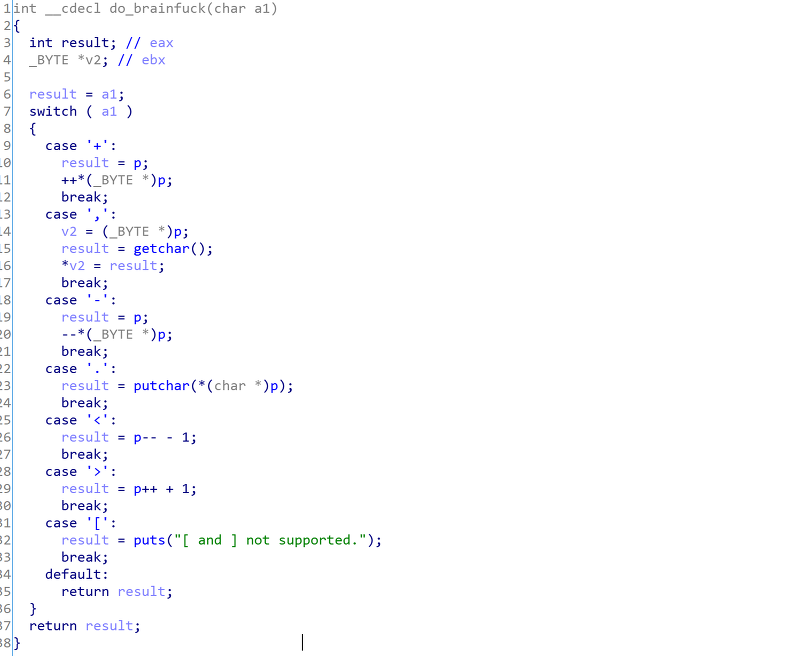 1 int __cdecl do_brainfuck(char a1)
2 {
3   int result; // eax
4   _BYTE *v2; // ebx
5
6   result = a1;
7   switch ( a1 )
8   {
9     case '+':
10       result = p;
11       ++*(_BYTE *)p;
12       break;
13     case ',':
14       v2 = (_BYTE *)p;
15       result = getchar();
16       *v2 = result;
17       break;
18     case '-':
19       result = p;
20       --*(_BYTE *)p;
21       break;
22     case '.':
23       result = putchar(*(char *)p);
24       break;
25     case '<':
26       result = p-- - 1;
27       break;
28     case '>':
29       result = p++ + 1;
30       break;
31     case '[':
32       result = puts("[ and ] not supported.");
33       break;
34     default:
35       return result;
36   }
37   return result;
38 }